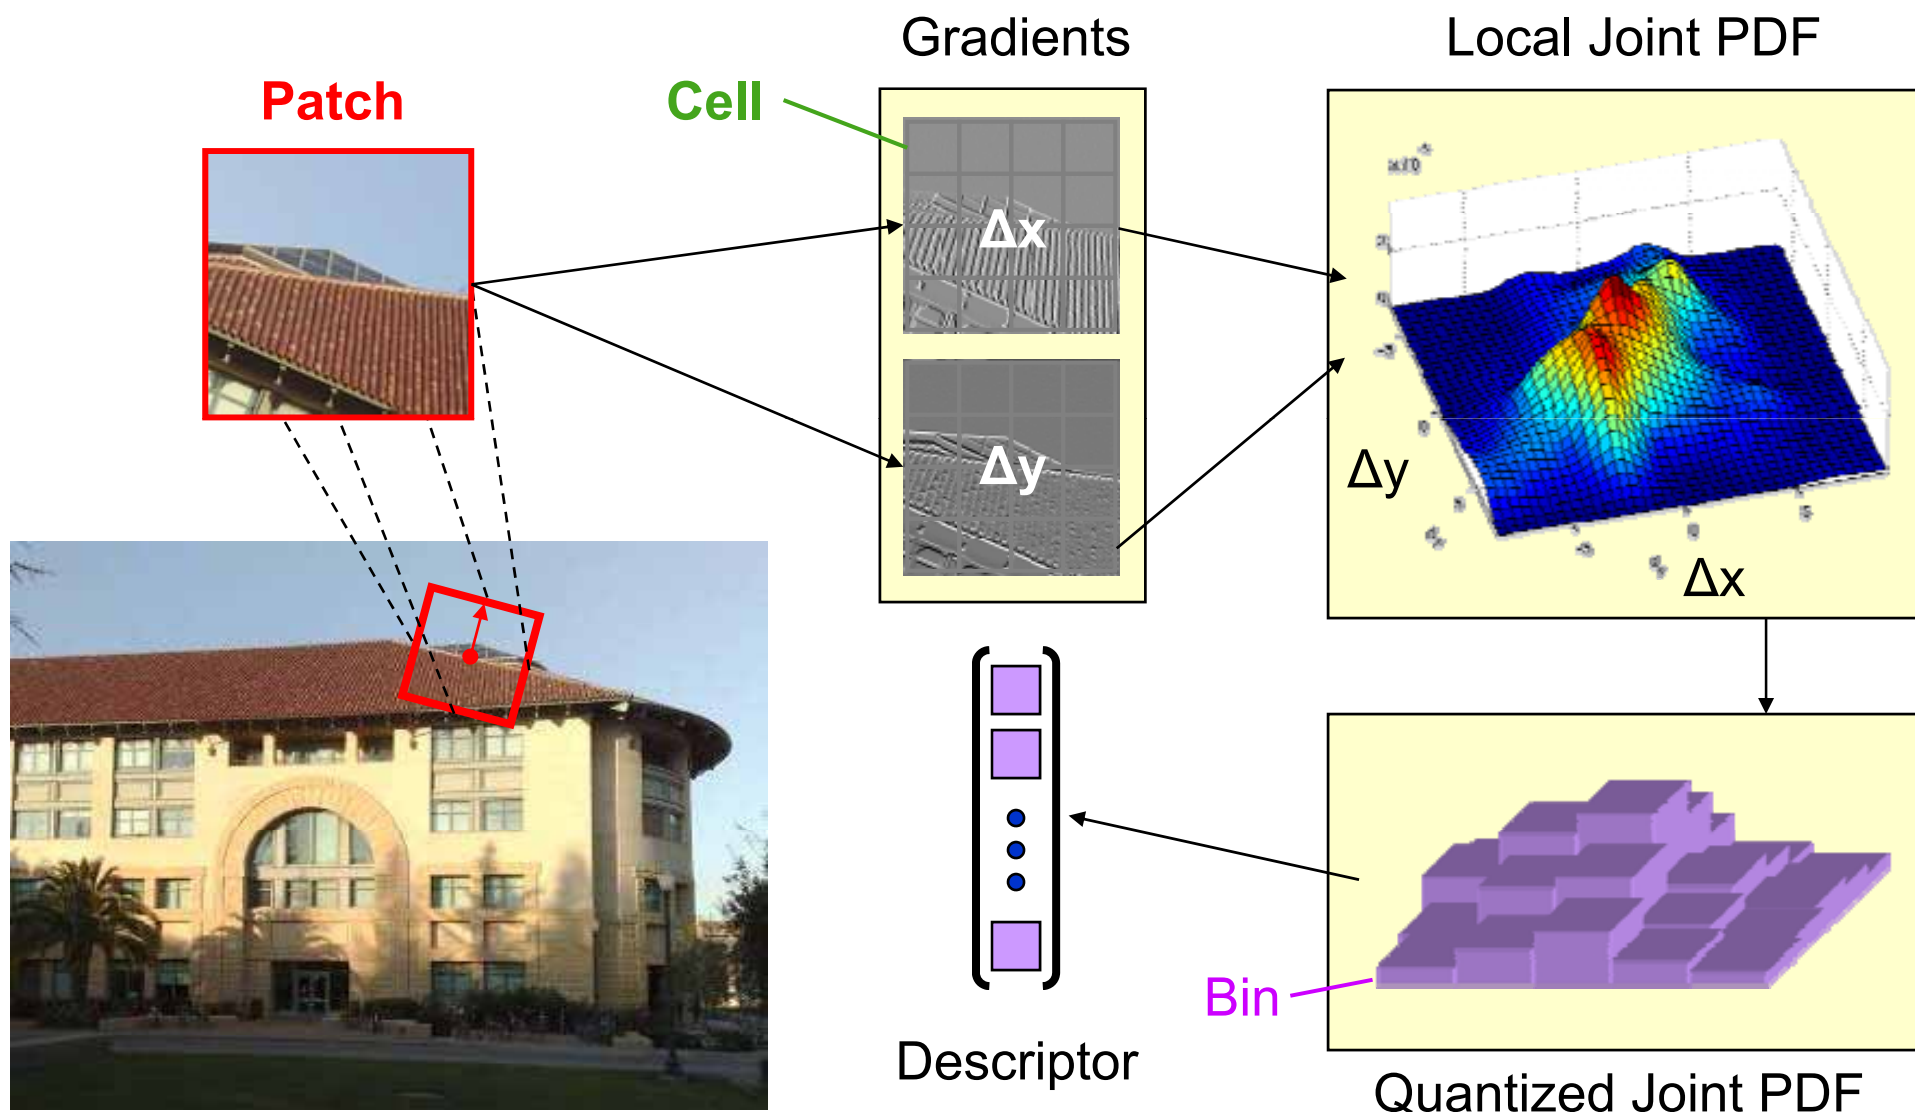 Gradients
Local Joint PDF
Patch
Cell
Δx
Δy
Δy
Δx
Bin
Descriptor
Quantized Joint PDF